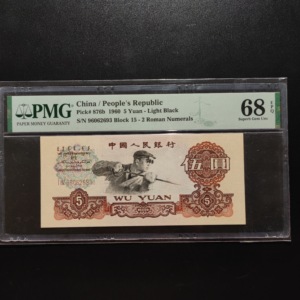 PMG
PAPER MONEY GUARANTY
China / People's Republic
Pick# 876b 1960 5 Yuan - Light Black
S/N 96062693 Block 15 - 2 Roman Numerals
68 EPQ
Superb Gem Unc
中国人民银行
伍圆
5
WU YUAN
5